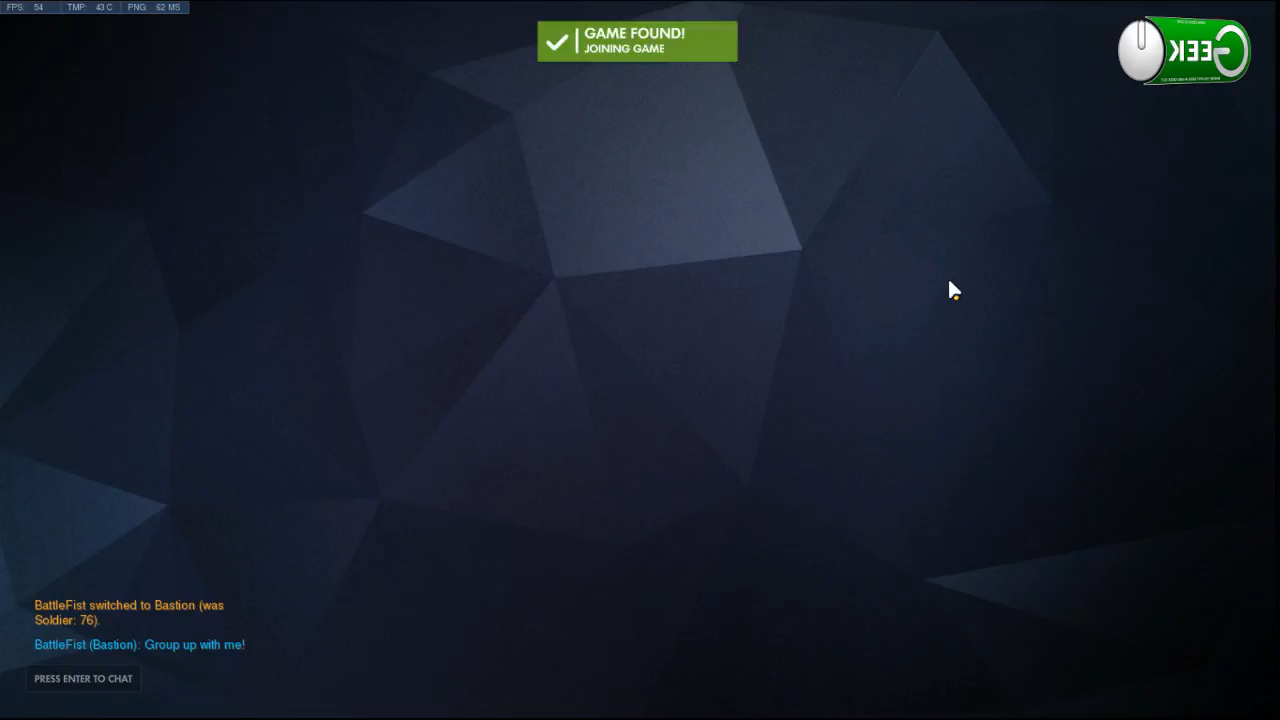 FPS: 54 TMP: 43 C PNG: 62 MS
GAME FOUND!
JOINING GAME
GEEK
BattleFist switched to Bastion (was
Soldier: 76).
BattleFist (Bastion): Group up with me!
PRESS ENTER TO CHAT